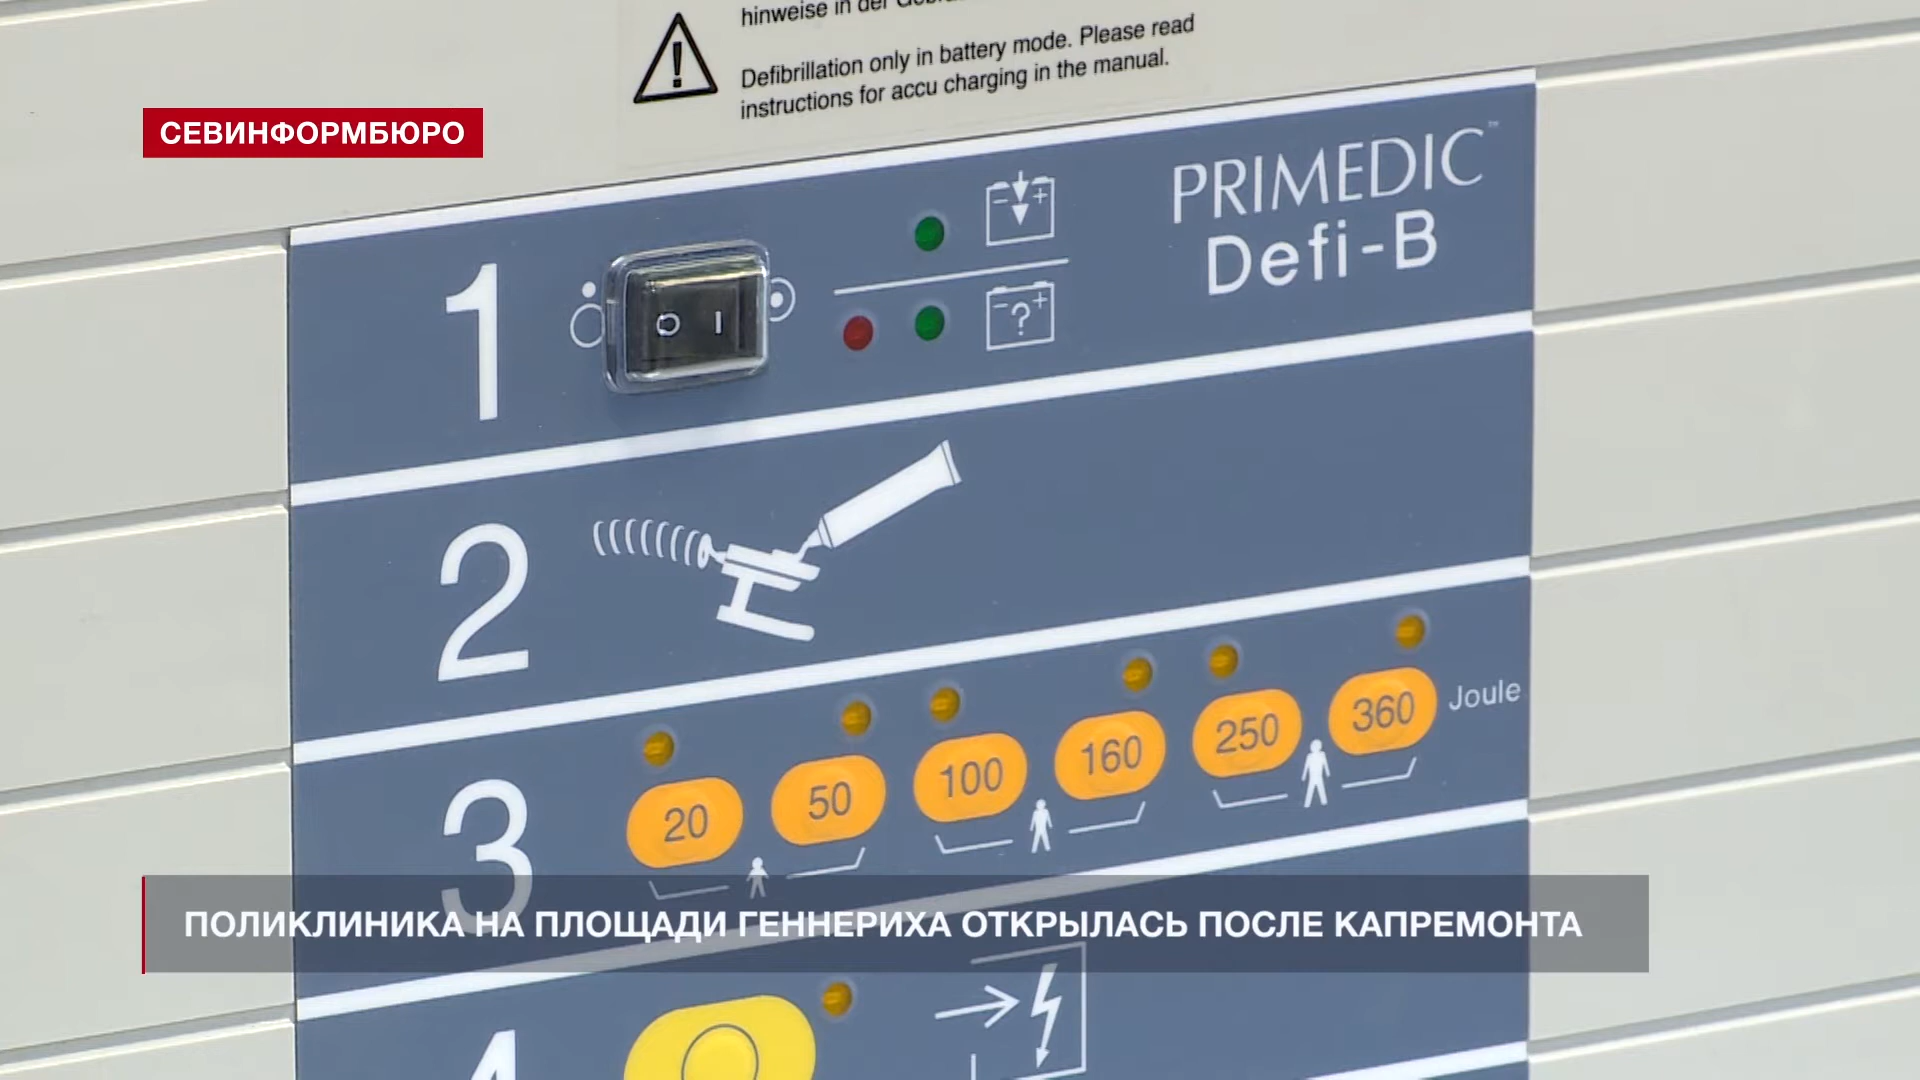 hinweise in der
Defibrillation only in battery mode. Please read
instructions for accu charging in the manual.
СЕВИНФОРМБЮРО
PRIMEDIC™
Defi-B
1
O I
2
3
20 50 100 160 250 360 Joule
ПОЛИКЛИНИКА НА ПЛОЩАДИ ГЕННЕРИХА ОТКРЫЛАСЬ ПОСЛЕ КАПРЕМОНТА
4